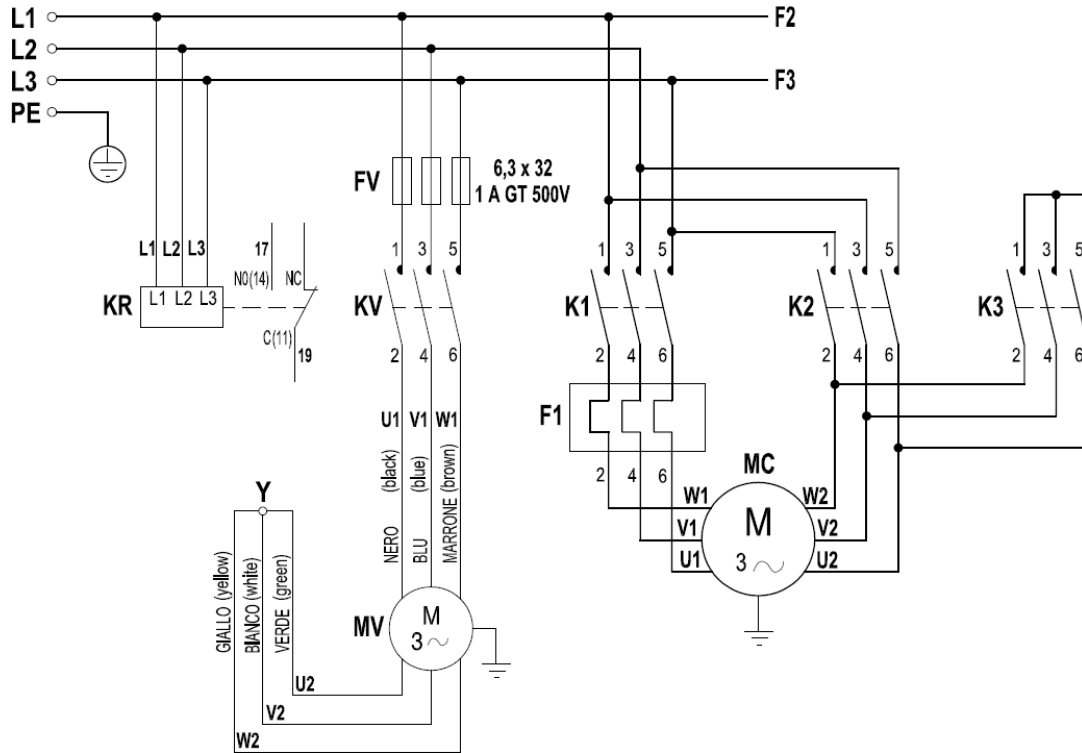 L1 F2
L2
L3 F3
PE
FV 6,3 x 32
1 A GT 500V
L1 L2 L3 17 1 3 5 1 3 5 1 3 5 1 3 5
N0(14) NC
KR L1 L2 L3 KV K1 K2 K3
C(11) 19 2 4 6 2 4 6 2 4 6 2 4 6
U1 V1 W1 F1
NERO (black)
BLU (blue)
MARRONE (brown)
2 4 6 MC
Y W1 M W2
V1 3 V2
U1 U2
GIALLO (yellow)
BIANCO (white)
VERDE (green)
MV M
3
U2
V2
W2